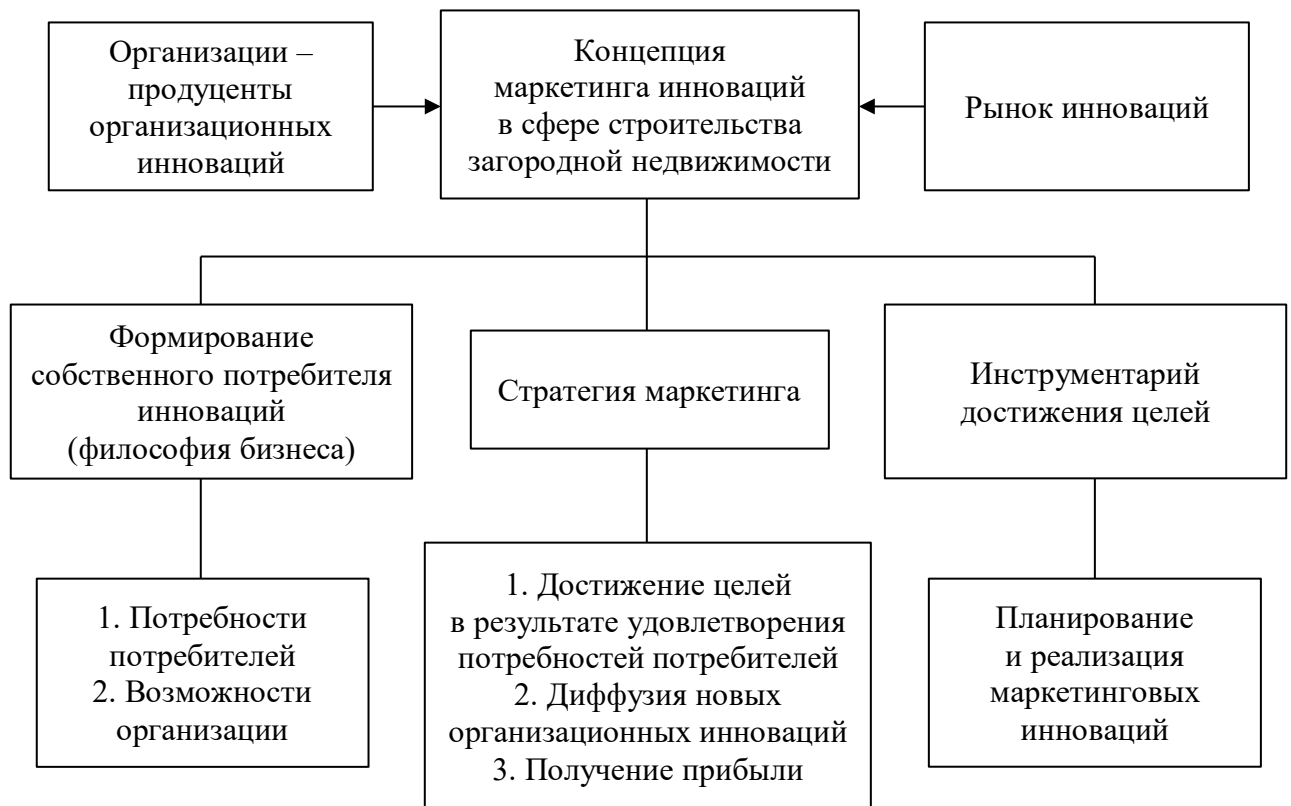 Организации –
продуценты
организационных
инноваций
Концепция
маркетинга инноваций
в сфере строительства
загородной недвижимости
Рынок инноваций
Формирование
собственного потребителя
инноваций
(философия бизнеса)
Стратегия маркетинга
Инструментарий
достижения целей
1. Потребности
потребителей
2. Возможности
организации
1. Достижение целей
в результате удовлетворения
потребностей потребителей
2. Диффузия новых
организационных инноваций
3. Получение прибыли
Планирование
и реализация
маркетинговых
инноваций